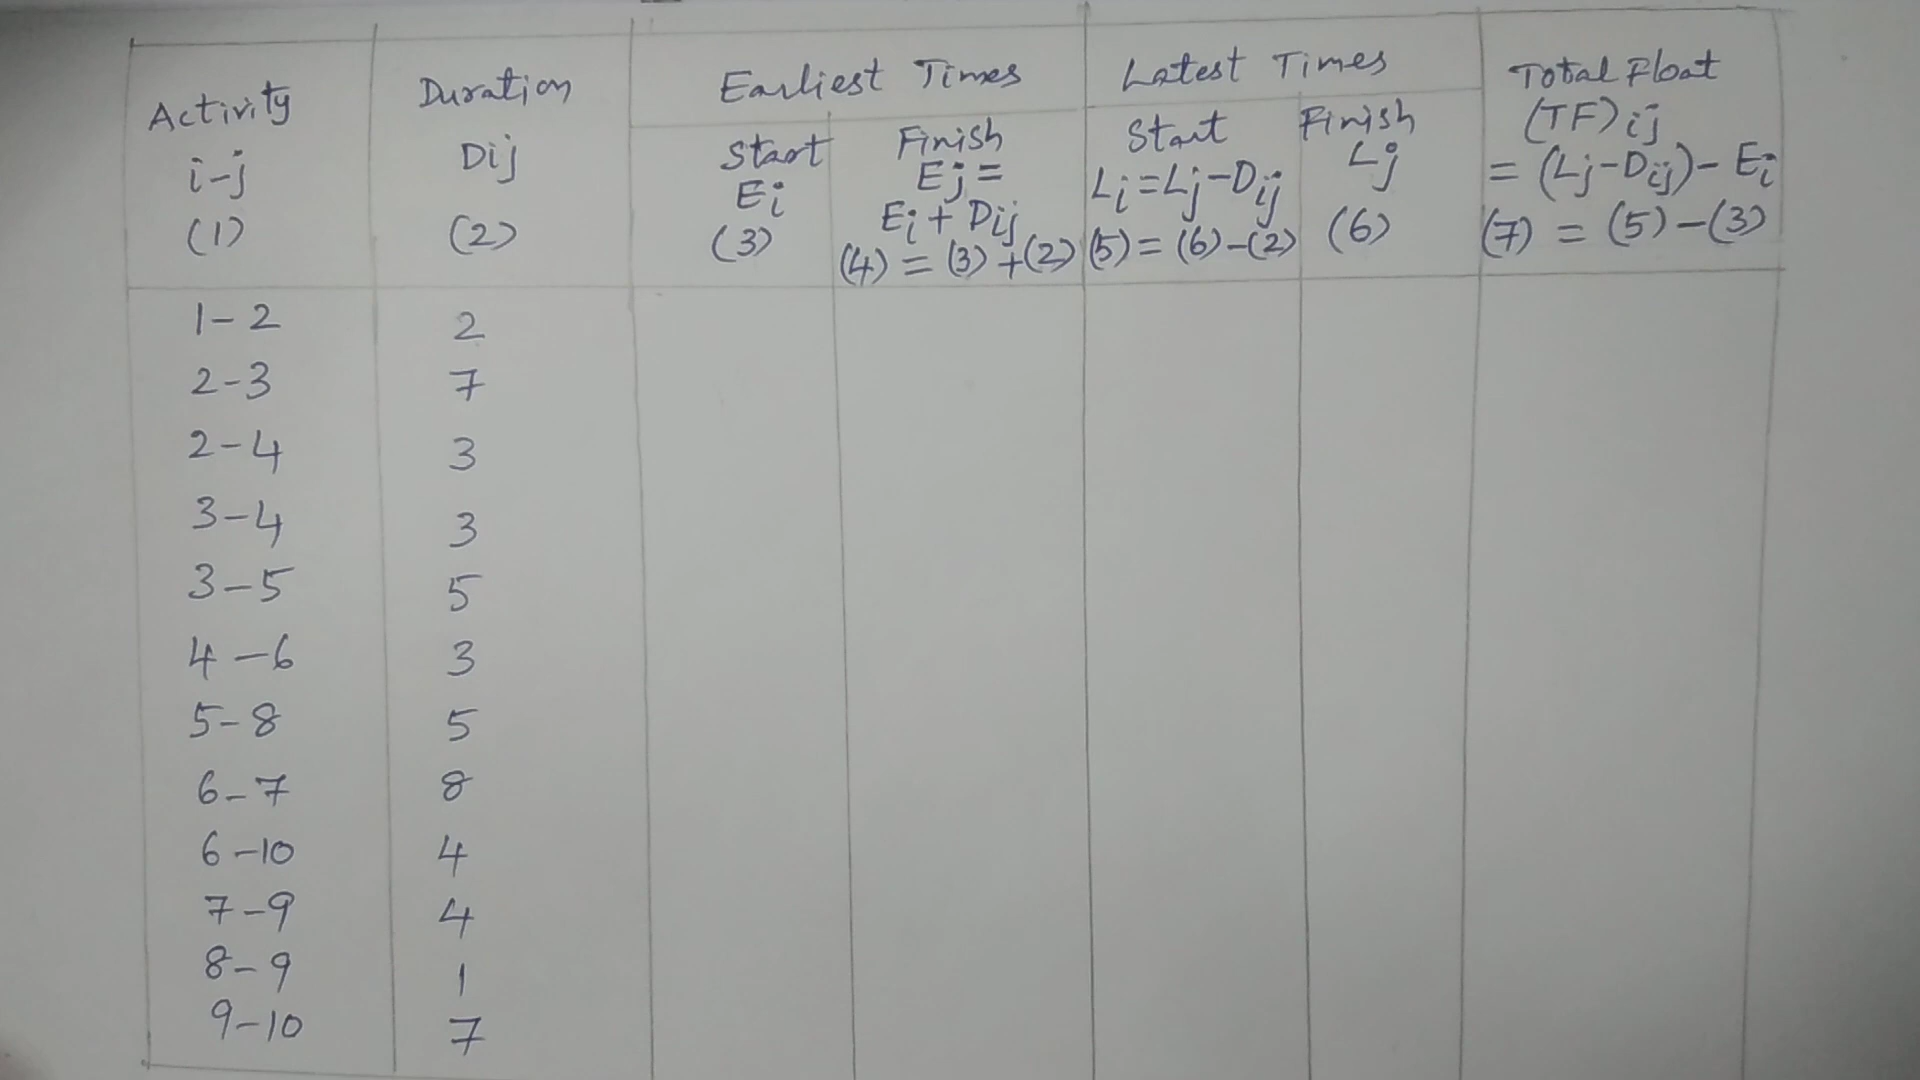 Activity Duration Earliest Times Latest Times Total Float
i-j Dij Start Finish Start Finish (TF)ij
Ei Ej = Li=Lj-Dij Lj = (Lj-Dij)-Ei
Ei + Dij
(1) (2) (3) (4) = (3)+(2) (5) = (6)-(2) (6) (7) = (5)-(3)
1-2 2
2-3 7
2-4 3
3-4 3
3-5 5
4-6 3
5-8 5
6-7 8
6-10 4
7-9 4
8-9 1
9-10 7